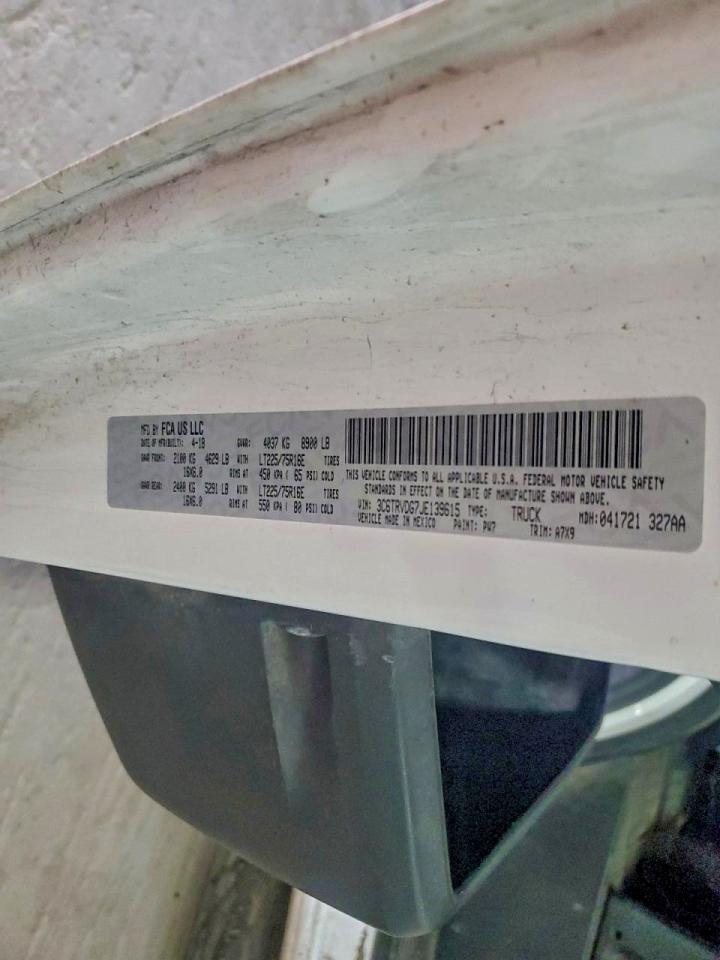 MFD BY FCA US LLC
DATE OF MFR(BUILT): 4-18 GVWR: 4037 KG 8900 LB
GAWR FRONT: 2100 KG 4629 LB WITH LT225/75R16E TIRES
16X6.0 RIMS AT 450 KPA ( 65 PSI) COLD
GAWR REAR: 2400 KG 5291 LB WITH LT225/75R16E TIRES
16X6.0 RIMS AT 550 KPA ( 80 PSI) COLD
THIS VEHICLE CONFORMS TO ALL APPLICABLE U.S.A. FEDERAL MOTOR VEHICLE SAFETY
STANDARDS IN EFFECT ON THE DATE OF MANUFACTURE SHOWN ABOVE.
VIN: 3C6TRVDG7JE139615 TYPE: TRUCK MDH: 041721 327AA
VEHICLE MADE IN MEXICO PAINT: PW7 TRIM: A7X9